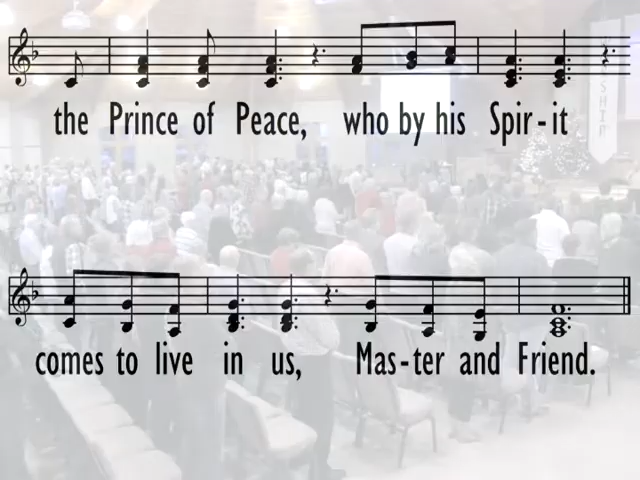 the Prince of Peace, who by his Spir-it
comes to live in us, Mas-ter and Friend.